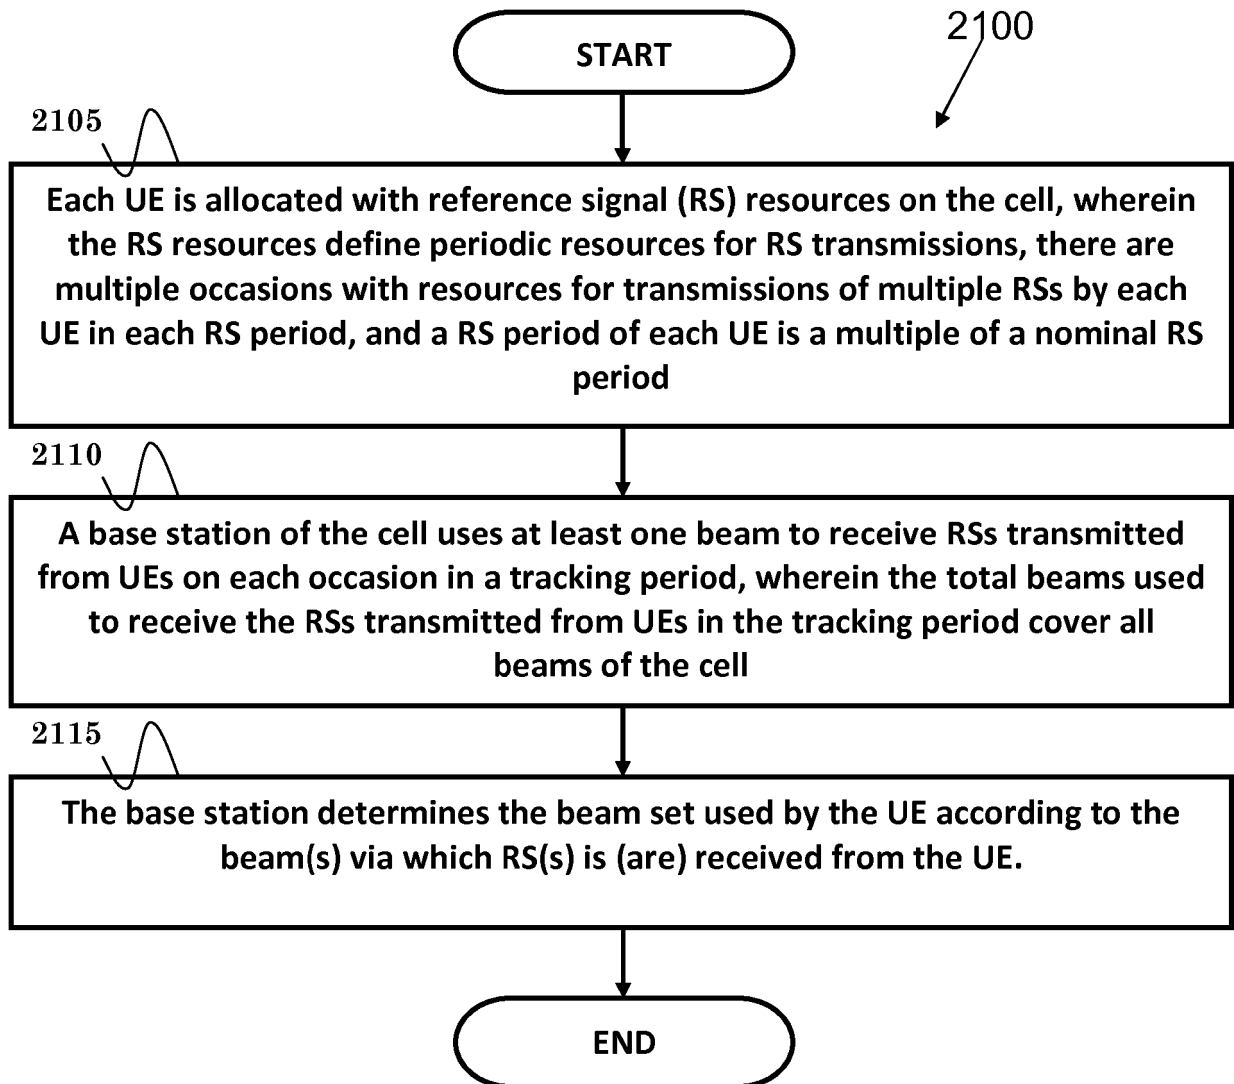 START
2100
2105
Each UE is allocated with reference signal (RS) resources on the cell, wherein
the RS resources define periodic resources for RS transmissions, there are
multiple occasions with resources for transmissions of multiple RSs by each
UE in each RS period, and a RS period of each UE is a multiple of a nominal RS
period
2110
A base station of the cell uses at least one beam to receive RSs transmitted
from UEs on each occasion in a tracking period, wherein the total beams used
to receive the RSs transmitted from UEs in the tracking period cover all
beams of the cell
2115
The base station determines the beam set used by the UE according to the
beam(s) via which RS(s) is (are) received from the UE.
END